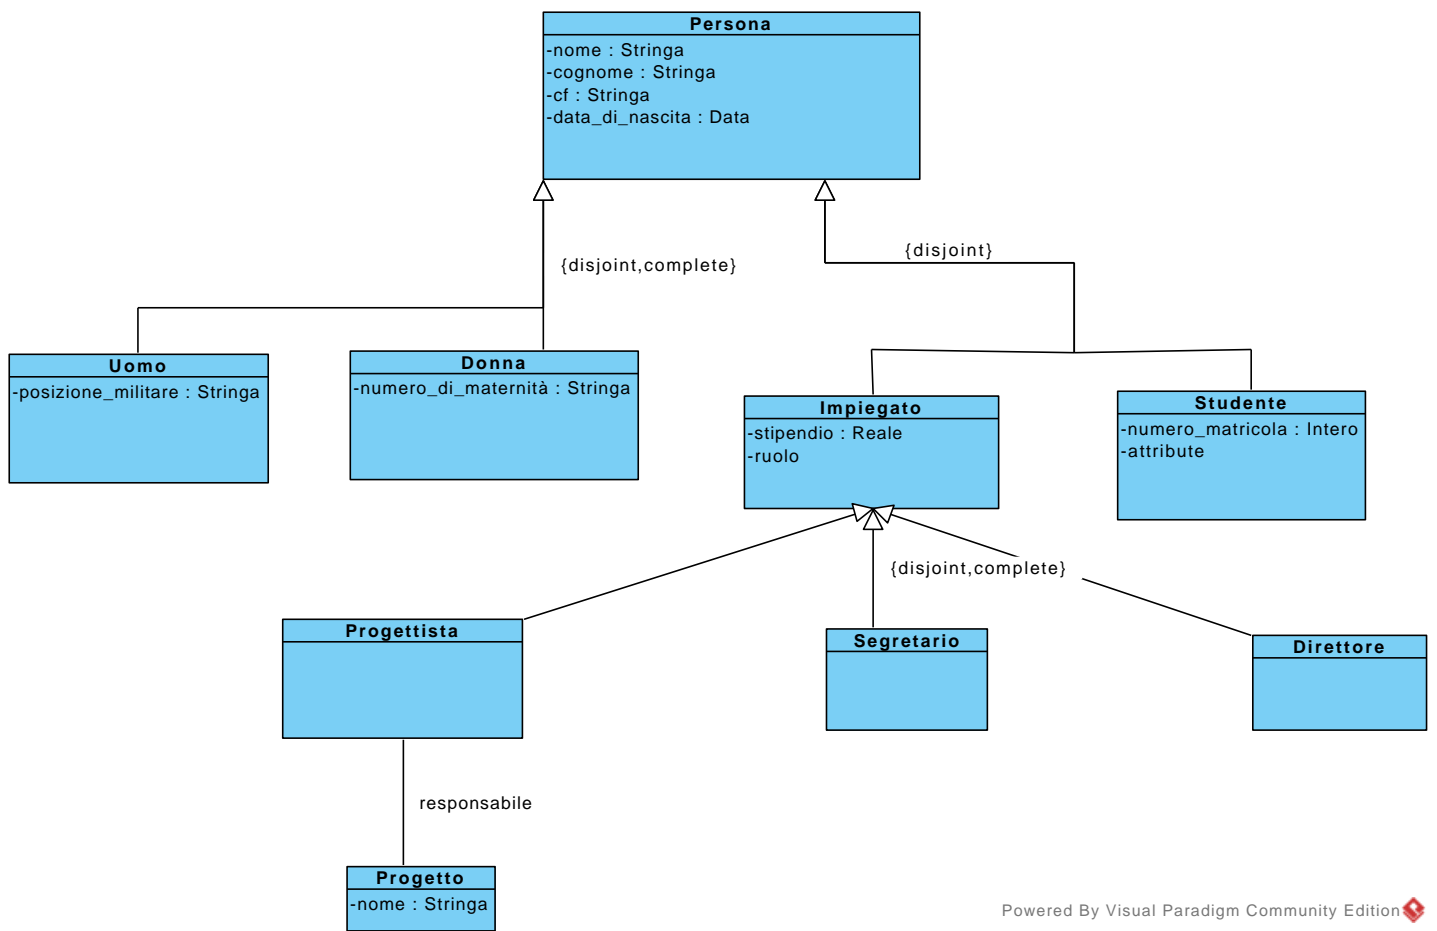 Persona
-nome : Stringa
-cognome : Stringa
-cf : Stringa
-data_di_nascita : Data
{disjoint}
{disjoint,complete}
Uomo
-posizione_militare : Stringa
Donna
-numero_di_maternità : Stringa
Impiegato
-stipendio : Reale
-ruolo
Studente
-numero_matricola : Intero
-attribute
{disjoint,complete}
Progettista
Segretario
Direttore
responsabile
Progetto
-nome : Stringa
Powered By Visual Paradigm Community Edition